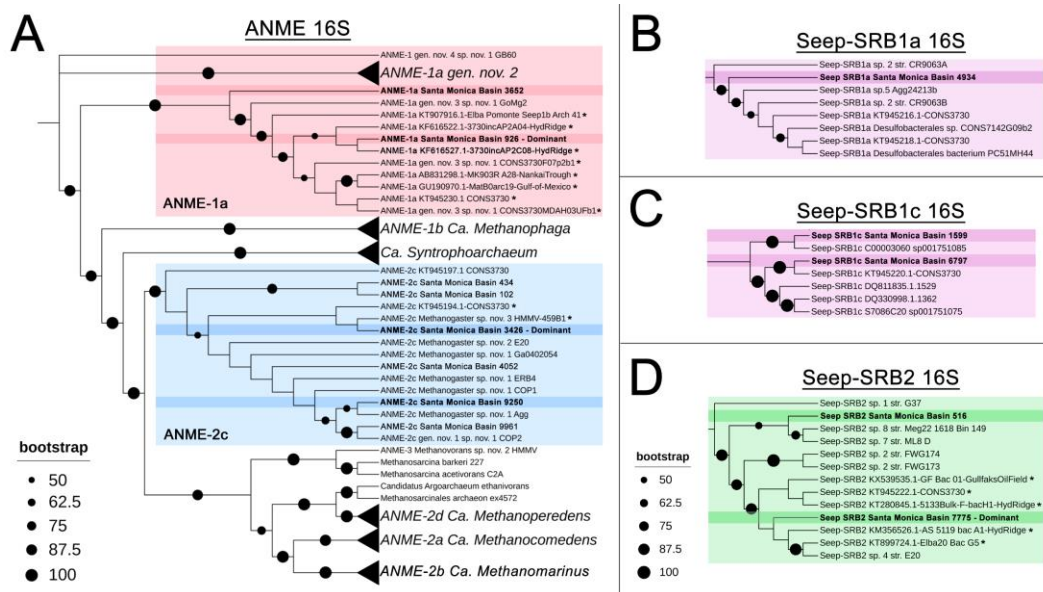 A
ANME 16S
ANME-1 gen. nov. 4 sp. nov. 1 GB60
ANME-1a gen. nov. 2
ANME-1a Santa Monica Basin 3652
ANME-1a gen. nov. 3 sp. nov. 1 GoMg2
ANME-1a KT907916.1-Elba Pomonte Seep1b Arch 41*
ANME-1a KF616522.1-3730incAP2A04-HydRidge*
ANME-1a Santa Monica Basin 926 - Dominant
ANME-1a KF616527.1-3730incAP2C08-HydRidge*
ANME-1a gen. nov. 3 sp. nov. 1 CONS3730F07p2b1*
ANME-1a AB831298.1-MK903R A28-NankaiTrough*
ANME-1a GU190970.1-MatB0arc19-Gulf-of-Mexico*
ANME-1a KT945230.1 CONS3730*
ANME-1a gen. nov. 3 sp. nov. 1 CONS3730MDAH03UFb1*
ANME-1a
ANME-1b Ca. Methanophaga
Ca. Syntrophoarchaeum
ANME-2c KT945197.1 CONS3730
ANME-2c Santa Monica Basin 434
ANME-2c Santa Monica Basin 102
ANME-2c KT945194.1-CONS3730*
ANME-2c Methanogaster sp. nov. 3 HMMV-459B1*
ANME-2c Santa Monica Basin 3426 - Dominant
ANME-2c Methanogaster sp. nov. 2 E20
ANME-2c Methanogaster sp. nov. 1 Ga0402054
ANME-2c Santa Monica Basin 4052
ANME-2c Methanogaster sp. nov. 1 ERB4
ANME-2c Methanogaster sp. nov. 1 COP1
ANME-2c Santa Monica Basin 9250
ANME-2c Methanogaster sp. nov. 1 Agg
ANME-2c Santa Monica Basin 9961
ANME-2c gen. nov. 1 sp. nov. 1 COP2
ANME-2c
ANME-3 Methanovorans sp. nov. 2 HMMV
Methanosarcina barkeri 227
Methanosarcina acetivorans C2A
Candidatus Argoarchaeum ethanivorans
Methanosarcinales archaeon ex4572
ANME-2d Ca. Methanoperedens
ANME-2a Ca. Methanocomedens
ANME-2b Ca. Methanomarinus
bootstrap
50
62.5
75
87.5
100
B
Seep-SRB1a 16S
Seep-SRB1a sp. 2 str. CR9063A
Seep SRB1a Santa Monica Basin 4934
Seep-SRB1a sp.5 Agg24213b
Seep-SRB1a sp. 2 str. CR9063B
Seep-SRB1a KT945216.1-CONS3730
Seep-SRB1a Desulfobacterales sp. CONS7142G09b2
Seep-SRB1a KT945218.1-CONS3730
Seep-SRB1a Desulfobacterales bacterium PC51MH44
C
Seep-SRB1c 16S
Seep SRB1c Santa Monica Basin 1599
Seep-SRB1c C00003060 sp001751085
Seep SRB1c Santa Monica Basin 6797
Seep-SRB1c KT945220.1-CONS3730
Seep-SRB1c DQ811835.1.1529
Seep-SRB1c DQ330998.1.1362
Seep-SRB1c S7086C20 sp001751075
D
Seep-SRB2 16S
Seep-SRB2 sp. 1 str. G37
Seep SRB2 Santa Monica Basin 516
Seep-SRB2 sp. 8 str. Meg22 1618 Bin 149
Seep-SRB2 sp. 7 str. ML8 D
Seep-SRB2 sp. 2 str. FWG174
Seep-SRB2 sp. 2 str. FWG173
Seep-SRB2 KX539535.1-GF Bac 01-GullfaksOilField*
Seep-SRB2 KT945222.1-CONS3730*
Seep-SRB2 KT280845.1-5133Bulk-F-bacH1-HydRidge*
Seep SRB2 Santa Monica Basin 7775 - Dominant
Seep-SRB2 KM356526.1-AS 5119 bac A1-HydRidge*
Seep-SRB2 KT899724.1-Elba20 Bac G5*
Seep-SRB2 sp. 4 str. E20
bootstrap
50
62.5
75
87.5
100